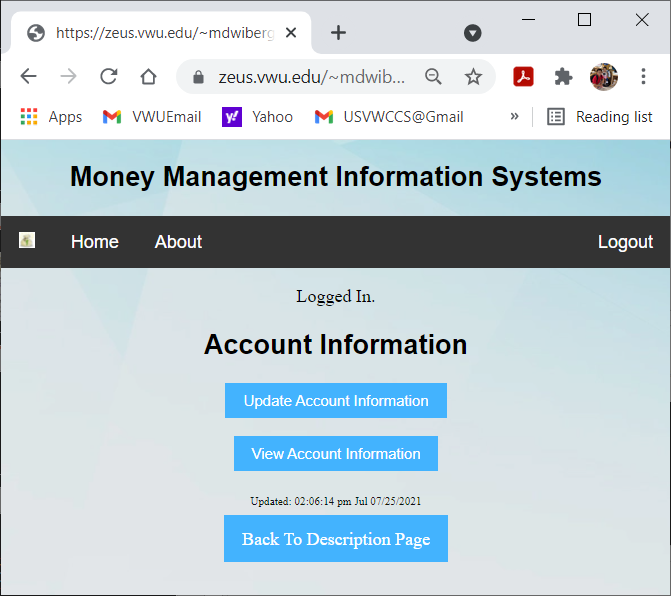 https://zeus.vwu.edu/~mdwiberg
zeus.vwu.edu/~mdwib...
Apps VWUEmail Yahoo USVWCCS@Gmail » Reading list
Money Management Information Systems
Home About Logout
Logged In.
Account Information
Update Account Information
View Account Information
Updated: 02:06:14 pm Jul 07/25/2021
Back To Description Page